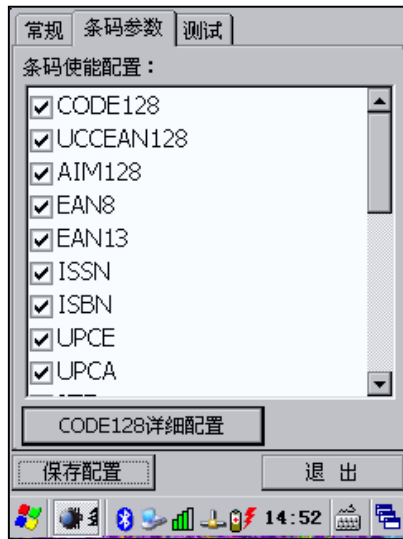 常规 条码参数 测试
条码使能配置：
CODE128
UCCEAN128
AIM128
EAN8
EAN13
ISSN
ISBN
UPCE
UPCA
CODE128详细配置
保存配置 退 出
14:52